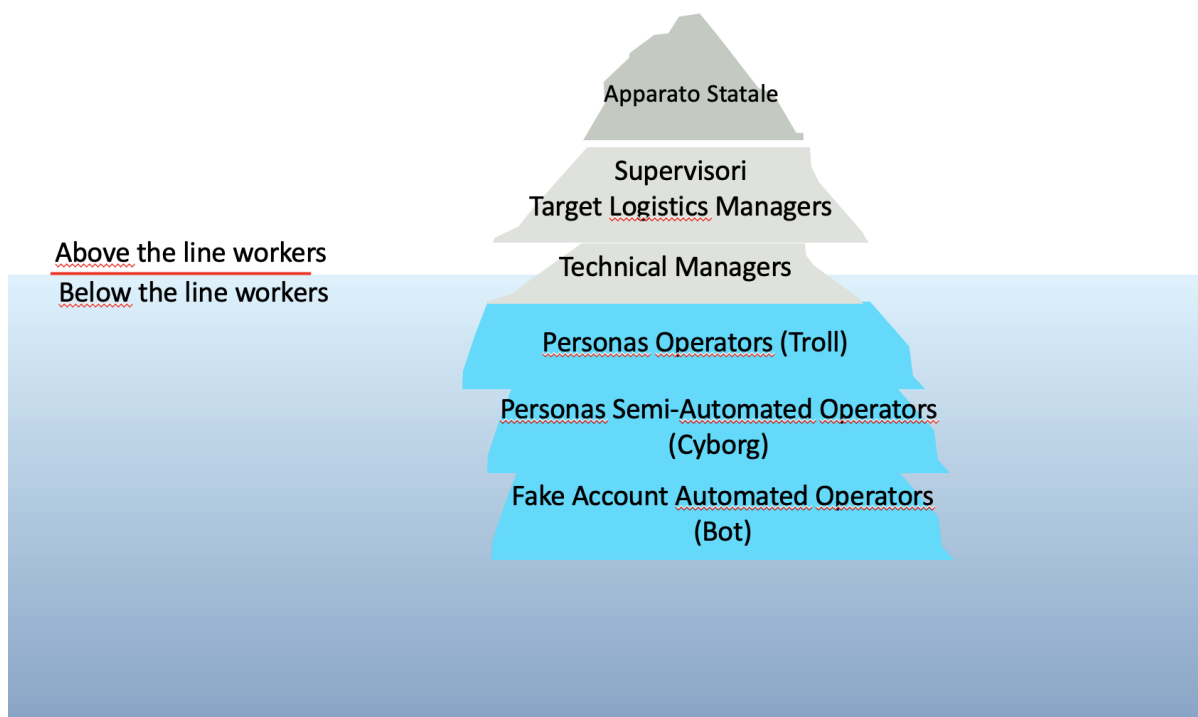 Apparato Statale
Supervisori
Target Logistics Managers
Above the line workers
Technical Managers
Below the line workers
Personas Operators (Troll)
Personas Semi-Automated Operators
(Cyborg)
Fake Account Automated Operators
(Bot)